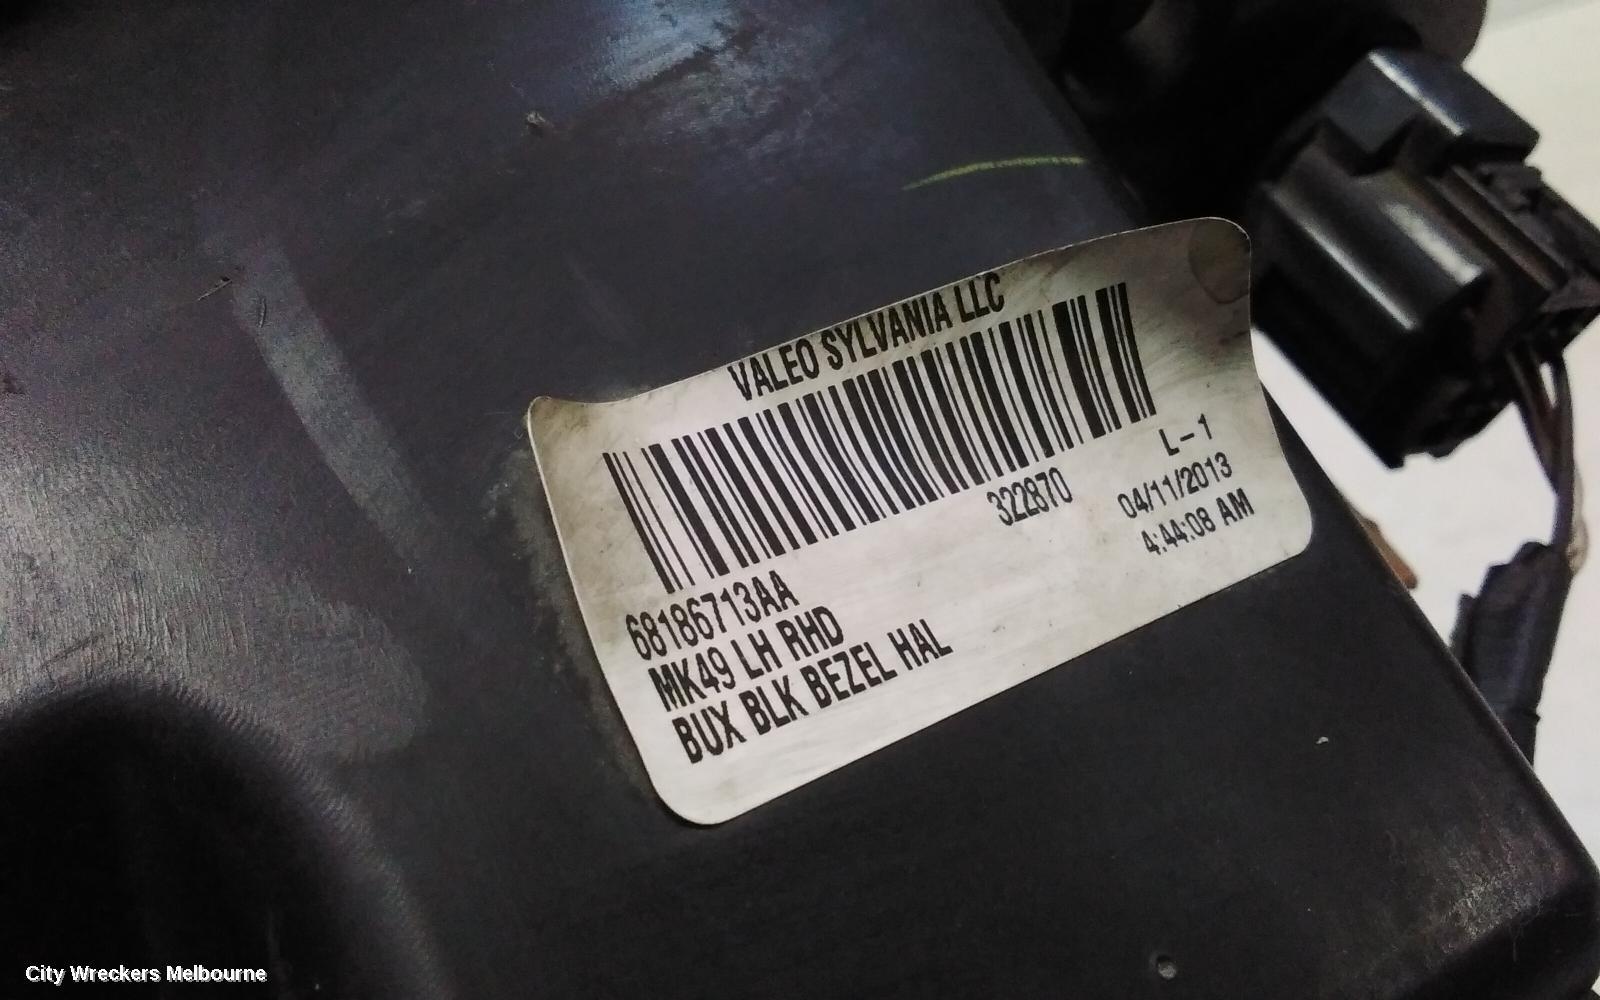 VALEO SYLVANIA LLC
322870
L-1
04/11/2013
4:44:08 AM
68186713AA
MK49 LH RHD
BUX BLK BEZEL HAL
City Wreckers Melbourne